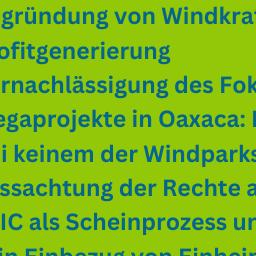 gründung von Windkra
ofitgenerierung
rnachlässigung des Fok
egaprojekte in Oaxaca:
i keinem der Windparks
ssachtung der Rechte a
IC als Scheinprozess un
in Einbezug von Einhei